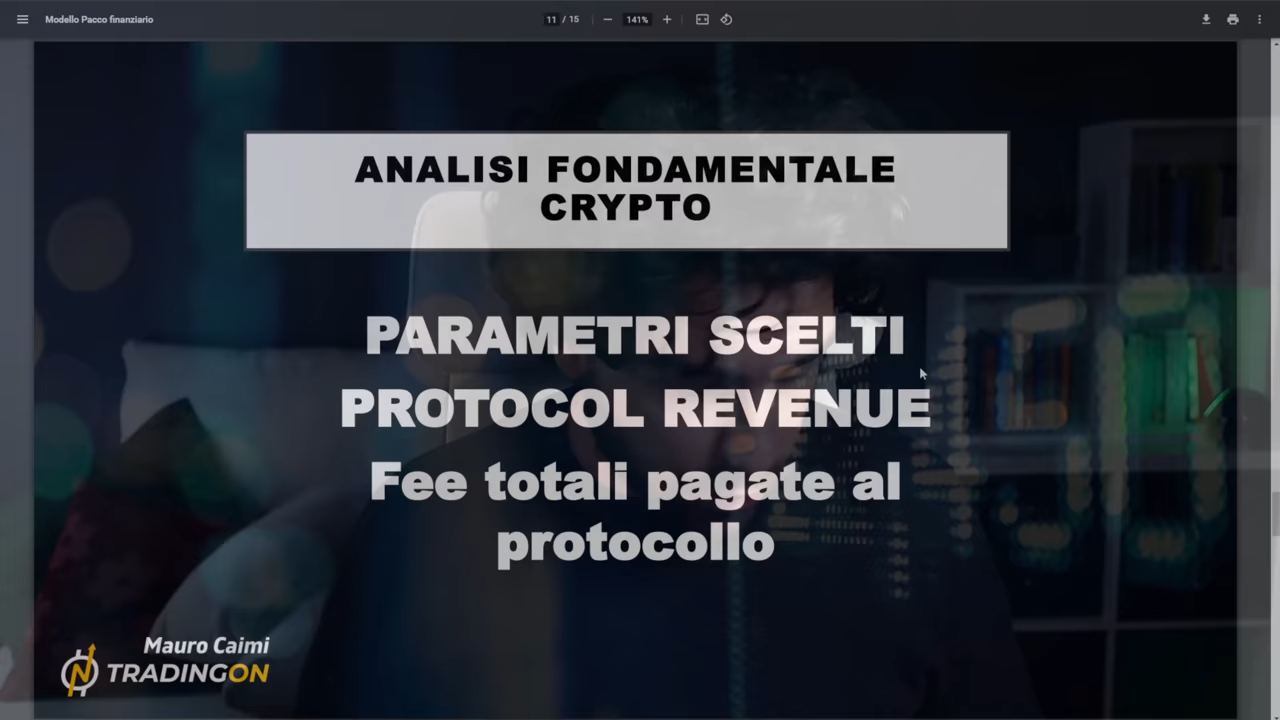 Modello Pacco finanziario
11 / 15
141%
ANALISI FONDAMENTALE
CRYPTO
PARAMETRI SCELTI
PROTOCOL REVENUE
Fee totali pagate al
protocollo
Mauro Caimi
TRADINGON